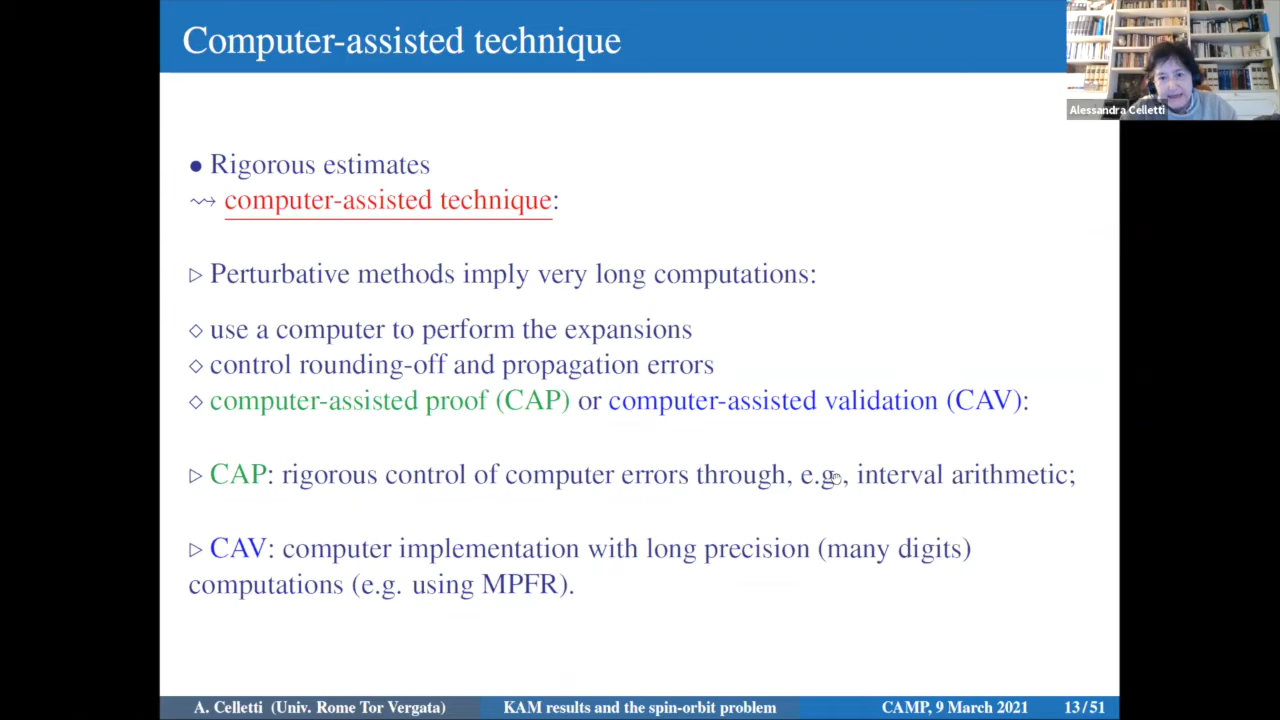 Computer-assisted technique
Alessandra Celletti
• Rigorous estimates
⇝ computer-assisted technique:
▷ Perturbative methods imply very long computations:
⋄ use a computer to perform the expansions
⋄ control rounding-off and propagation errors
⋄ computer-assisted proof (CAP) or computer-assisted validation (CAV):
▷ CAP: rigorous control of computer errors through, e.g., interval arithmetic;
▷ CAV: computer implementation with long precision (many digits)
computations (e.g. using MPFR).
A. Celletti (Univ. Rome Tor Vergata) KAM results and the spin-orbit problem CAMP, 9 March 2021 13/51